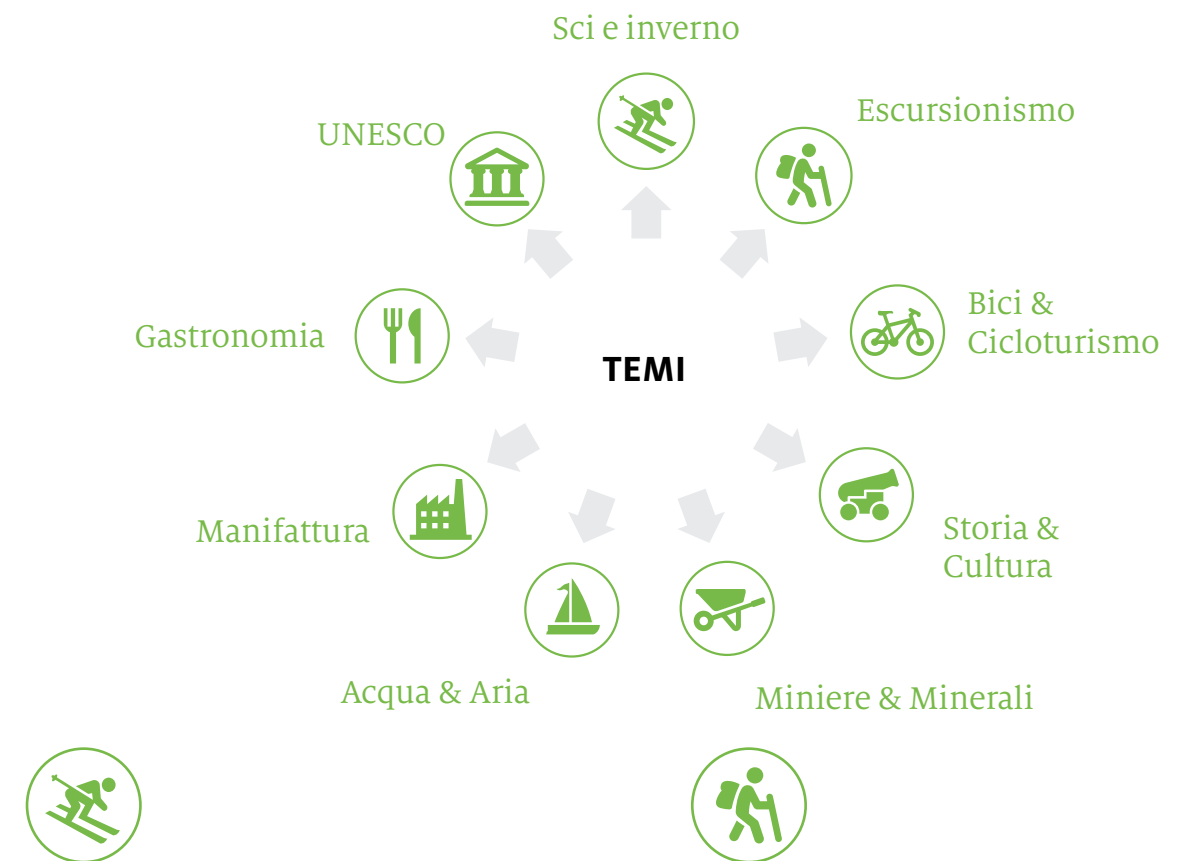 Sci e inverno
Escursionismo
UNESCO
Bici &
Cicloturismo
Gastronomia
TEMI
Storia &
Cultura
Manifattura
Acqua & Aria
Miniere & Minerali